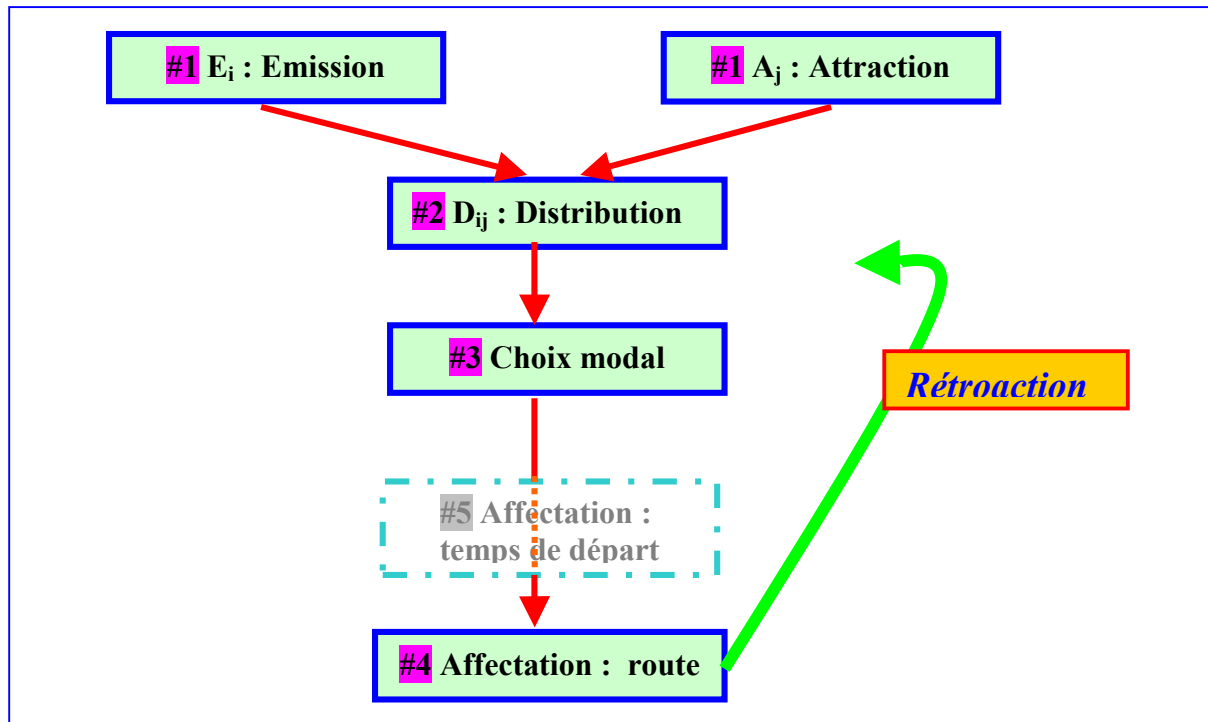 #1 Ei : Emission
#1 Aj : Attraction
#2 Dij : Distribution
#3 Choix modal
Rétroaction
#5 Affectation :
temps de départ
#4 Affectation : route